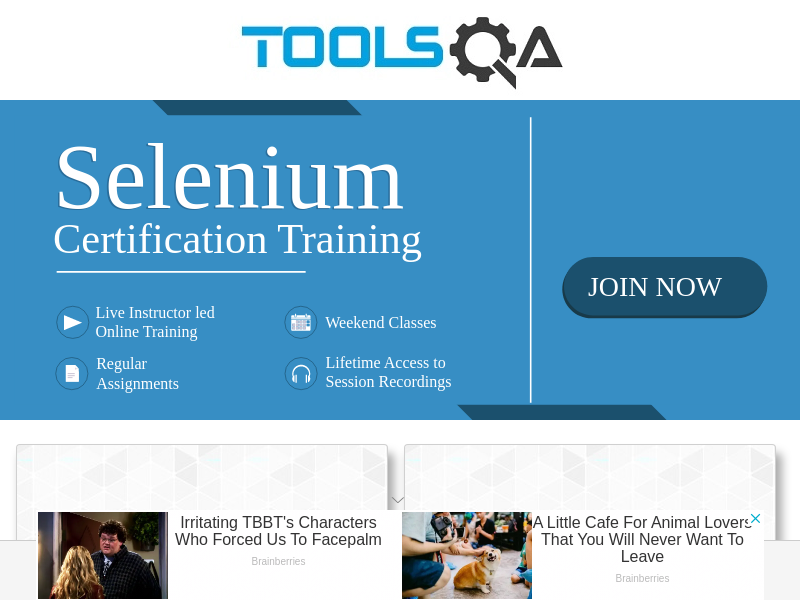 TOOLSQA
Selenium
Certification Training
JOIN NOW
Live Instructor led
Online Training
Weekend Classes
Regular
Assignments
Lifetime Access to
Session Recordings
Irritating TBBT's Characters
Who Forced Us To Facepalm
Brainberries
A Little Cafe For Animal Lovers
That You Will Never Want To
Leave
Brainberries